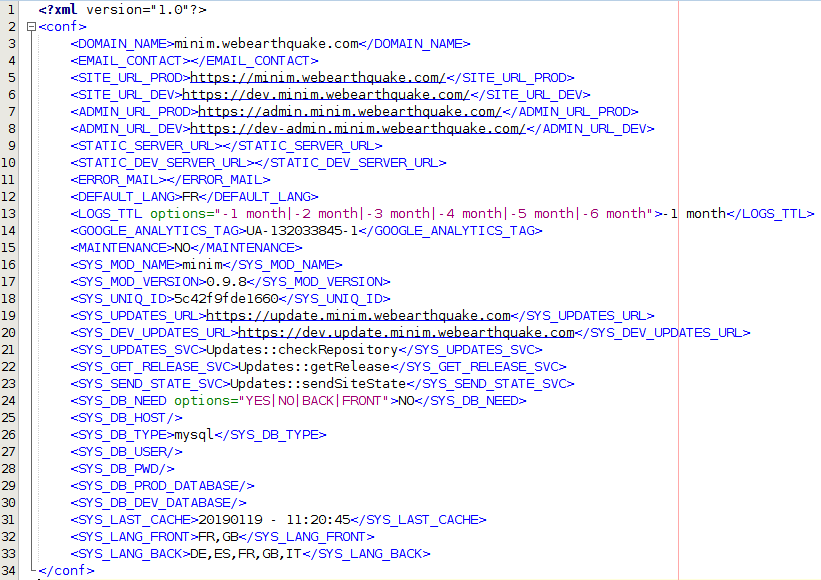 1 <?xml version="1.0"?>
2 <conf>
3 <DOMAIN_NAME>minim.webearthquake.com</DOMAIN_NAME>
4 <EMAIL_CONTACT></EMAIL_CONTACT>
5 <SITE_URL_PROD>https://minim.webearthquake.com/</SITE_URL_PROD>
6 <SITE_URL_DEV>https://dev.minim.webearthquake.com/</SITE_URL_DEV>
7 <ADMIN_URL_PROD>https://admin.minim.webearthquake.com/</ADMIN_URL_PROD>
8 <ADMIN_URL_DEV>https://dev-admin.minim.webearthquake.com/</ADMIN_URL_DEV>
9 <STATIC_SERVER_URL></STATIC_SERVER_URL>
10 <STATIC_DEV_SERVER_URL></STATIC_DEV_SERVER_URL>
11 <ERROR_MAIL></ERROR_MAIL>
12 <DEFAULT_LANG>FR</DEFAULT_LANG>
13 <LOGS_TTL options="-1 month|-2 month|-3 month|-4 month|-5 month|-6 month">-1 month</LOGS_TTL>
14 <GOOGLE_ANALYTICS_TAG>UA-132033845-1</GOOGLE_ANALYTICS_TAG>
15 <MAINTENANCE>NO</MAINTENANCE>
16 <SYS_MOD_NAME>minim</SYS_MOD_NAME>
17 <SYS_MOD_VERSION>0.9.8</SYS_MOD_VERSION>
18 <SYS_UNIQ_ID>5c42f9fde1660</SYS_UNIQ_ID>
19 <SYS_UPDATES_URL>https://update.minim.webearthquake.com</SYS_UPDATES_URL>
20 <SYS_DEV_UPDATES_URL>https://dev.update.minim.webearthquake.com</SYS_DEV_UPDATES_URL>
21 <SYS_UPDATES_SVC>Updates::checkRepository</SYS_UPDATES_SVC>
22 <SYS_GET_RELEASE_SVC>Updates::getRelease</SYS_GET_RELEASE_SVC>
23 <SYS_SEND_STATE_SVC>Updates::sendSiteState</SYS_SEND_STATE_SVC>
24 <SYS_DB_NEED options="YES|NO|BACK|FRONT">NO</SYS_DB_NEED>
25 <SYS_DB_HOST/>
26 <SYS_DB_TYPE>mysql</SYS_DB_TYPE>
27 <SYS_DB_USER/>
28 <SYS_DB_PWD/>
29 <SYS_DB_PROD_DATABASE/>
30 <SYS_DB_DEV_DATABASE/>
31 <SYS_LAST_CACHE>20190119 - 11:20:45</SYS_LAST_CACHE>
32 <SYS_LANG_FRONT>FR,GB</SYS_LANG_FRONT>
33 <SYS_LANG_BACK>DE,ES,FR,GB,IT</SYS_LANG_BACK>
34 </conf>